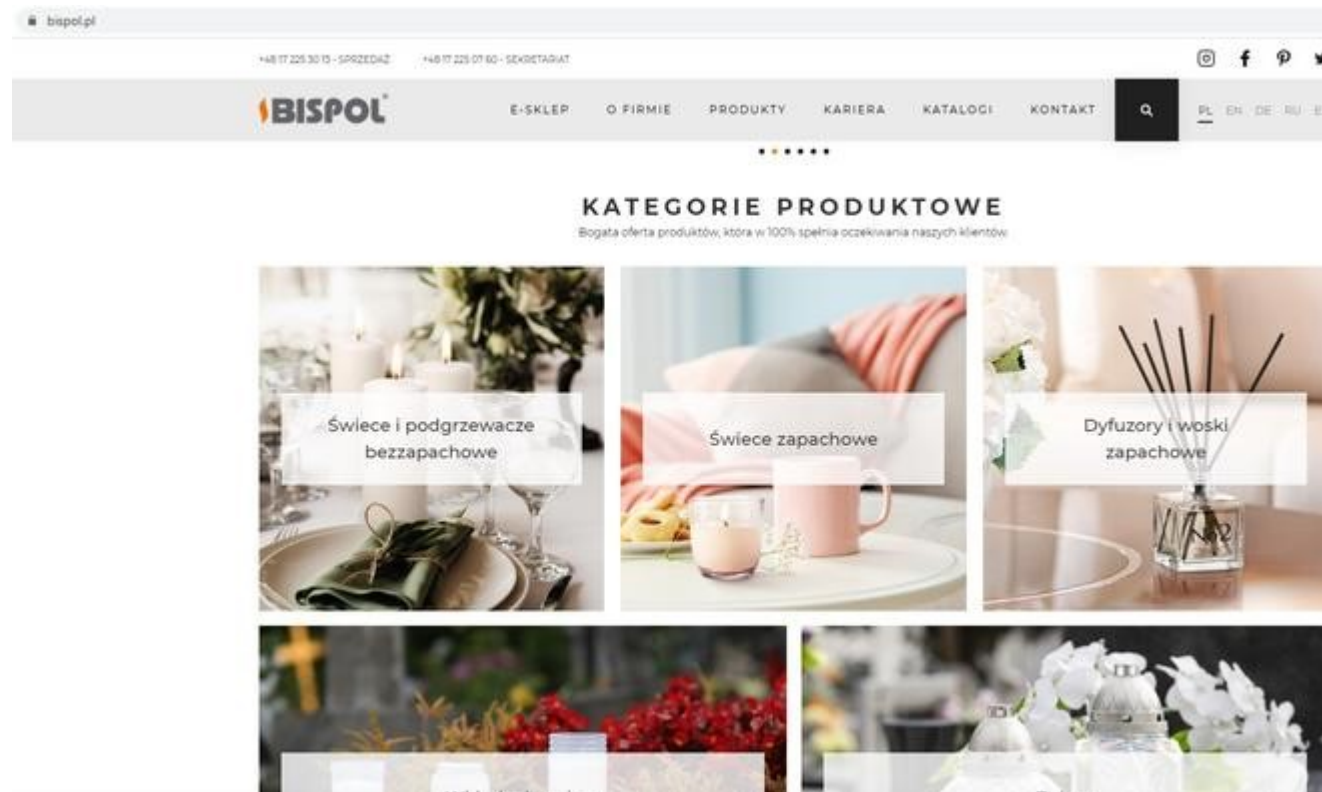 bispol.pl
+48 17 225 30 15 - SPRZEDAŻ +48 17 225 07 60 - SEKRETARIAT
BISPOL
E-SKLEP O FIRMIE PRODUKTY KARIERA KATALOGI KONTAKT PL EN DE RU
KATEGORIE PRODUKTOWE
Bogata oferta produktów, która w 100% spełnia oczekiwania naszych klientów.
Świece i podgrzewacze
bezzapachowe
Świece zapachowe
Dyfuzory i woski
zapachowe
№2